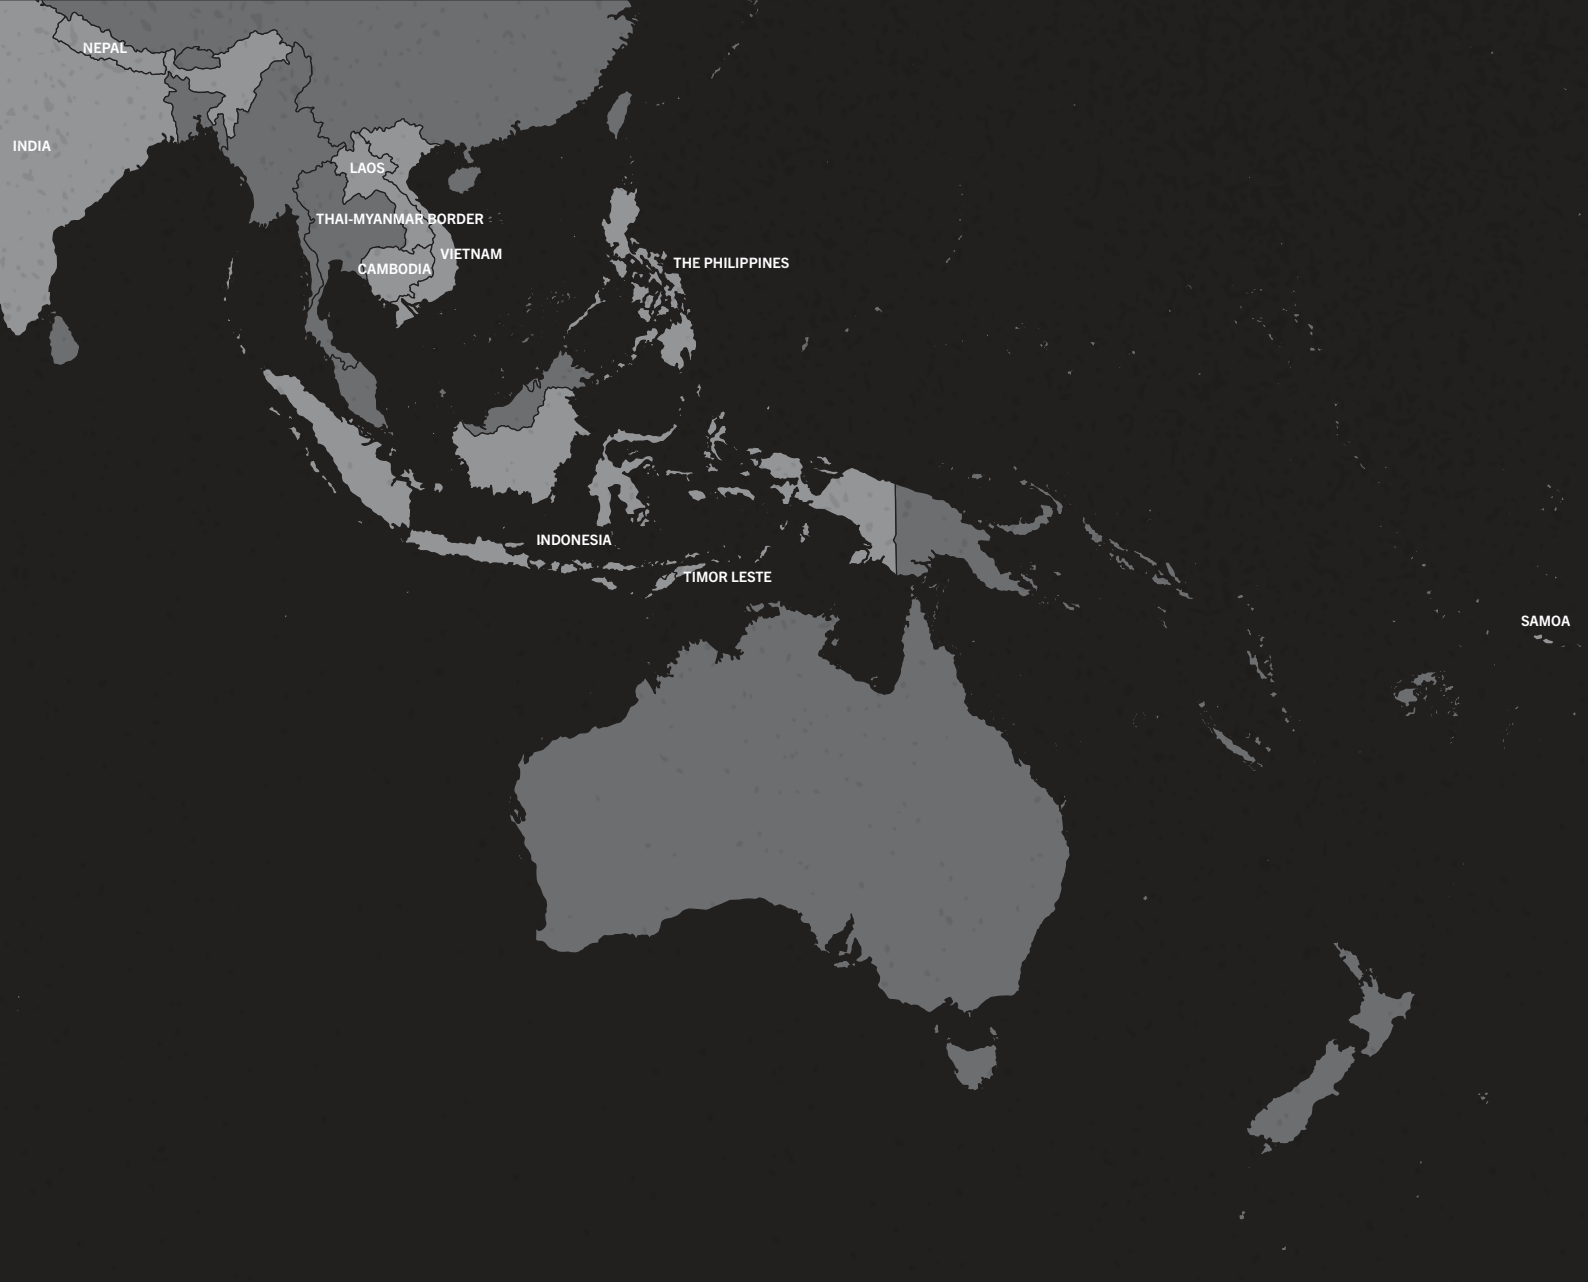 NEPAL
INDIA
LAOS
THAI-MYANMAR BORDER
VIETNAM
THE PHILIPPINES
CAMBODIA
INDONESIA
TIMOR LESTE
SAMOA